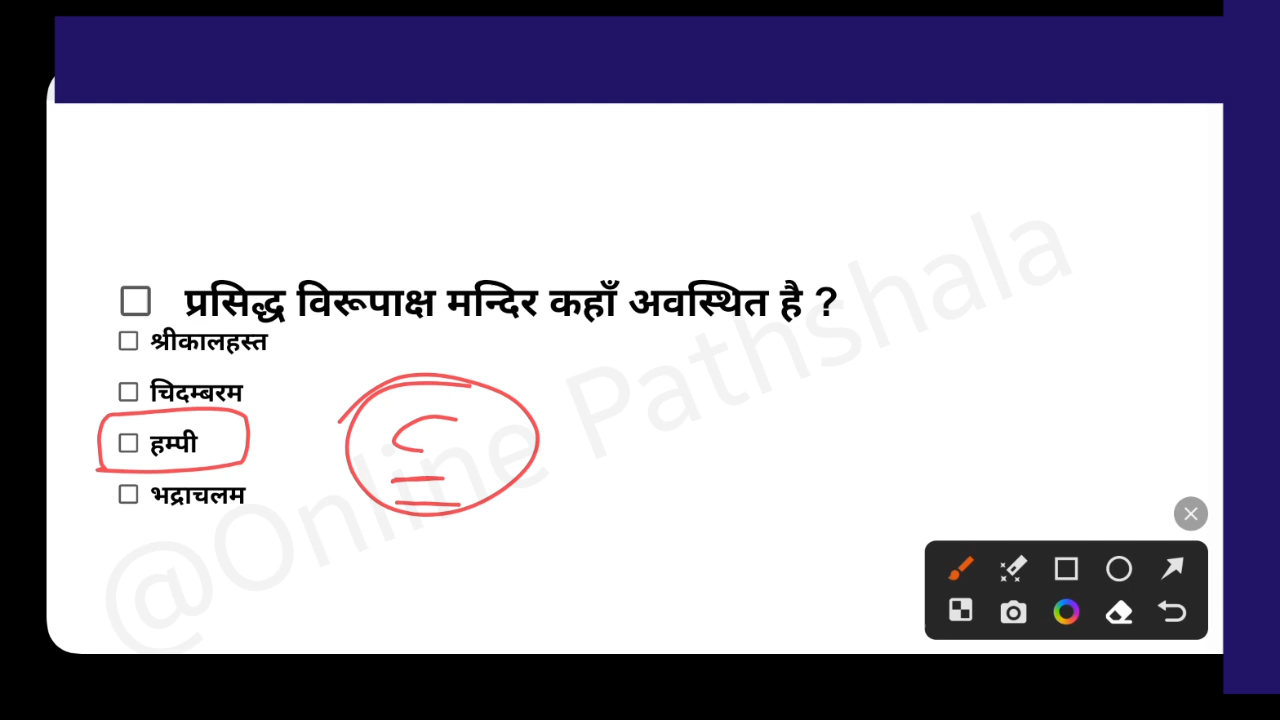 प्रसिद्ध विरूपाक्ष मन्दिर कहाँ अवस्थित है ?
श्रीकालहस्त
चिदम्बरम
हम्पी
C
भद्राचलम
@Online Pathshala